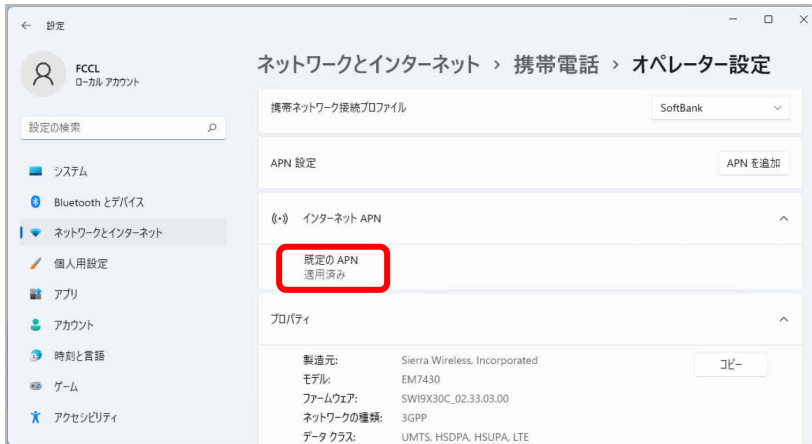 設定
FCCL
ローカル アカウント
設定の検索
システム
Bluetooth とデバイス
ネットワークとインターネット
個人用設定
アプリ
アカウント
時刻と言語
ゲーム
アクセシビリティ
ネットワークとインターネット › 携帯電話 › オペレーター設定
携帯ネットワーク接続プロファイル SoftBank
APN 設定 APN を追加
インターネット APN
既定の APN
適用済み
プロパティ
製造元: Sierra Wireless, Incorporated コピー
モデル: EM7430
ファームウェア: SWI9X30C_02.33.03.00
ネットワークの種類: 3GPP
データ クラス: UMTS, HSDPA, HSUPA, LTE